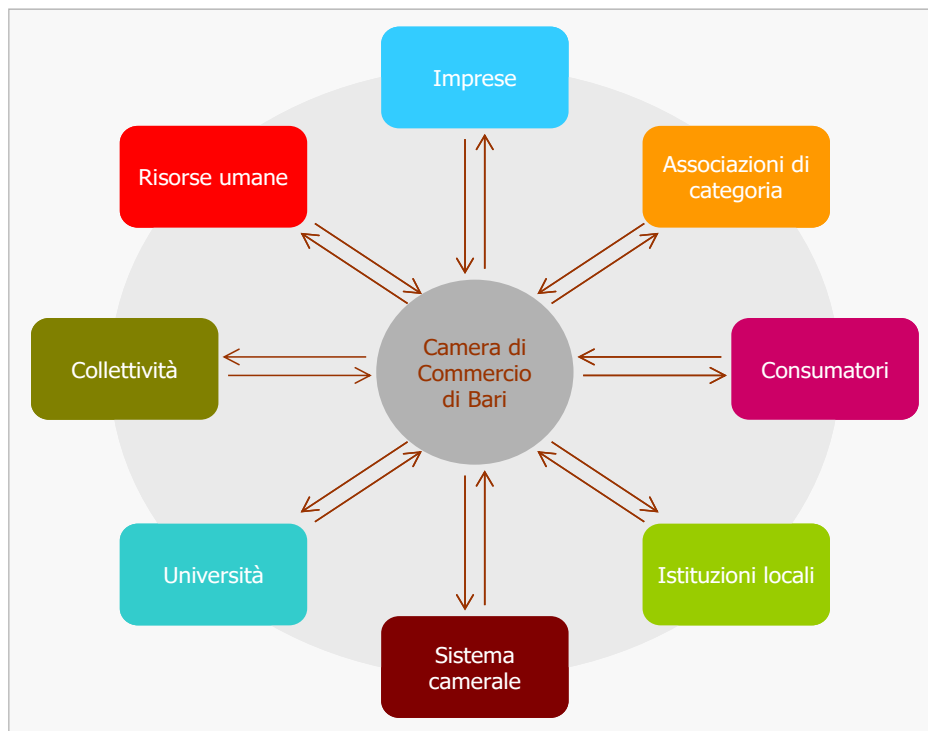 Imprese
Risorse umane
Associazioni di
categoria
Camera di
Commercio
di Bari
Collettività
Consumatori
Università
Istituzioni locali
Sistema
camerale